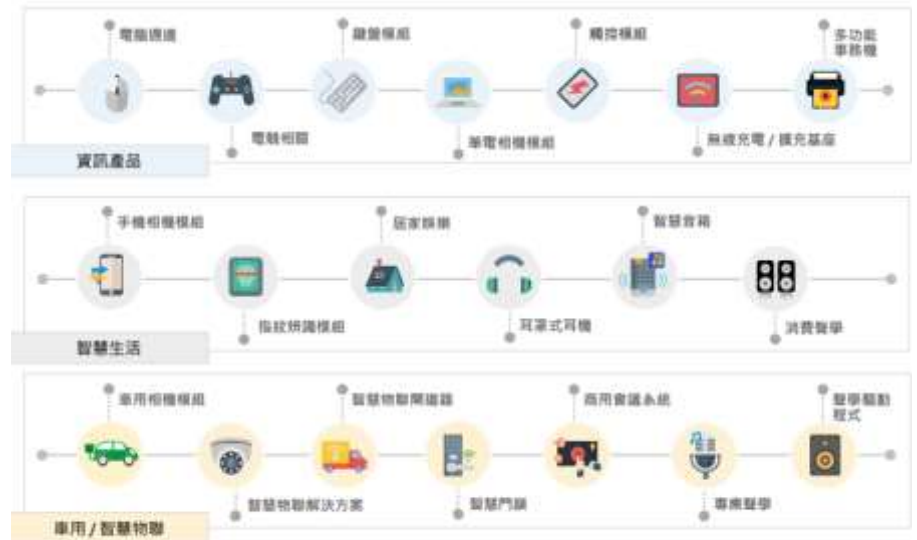 電腦週邊
鍵盤模組
觸控模組
多功能
事務機
電競相關
筆電相機模組
無線充電 / 擴充基座
資訊產品
手機相機模組
居家娛樂
智慧音箱
指紋辨識模組
耳罩式耳機
消費聲學
智慧生活
車用相機模組
智慧物聯閘道器
商用會議系統
聲學驅動
程式
智慧物聯解決方案
智慧門鎖
專業聲學
車用 / 智慧物聯